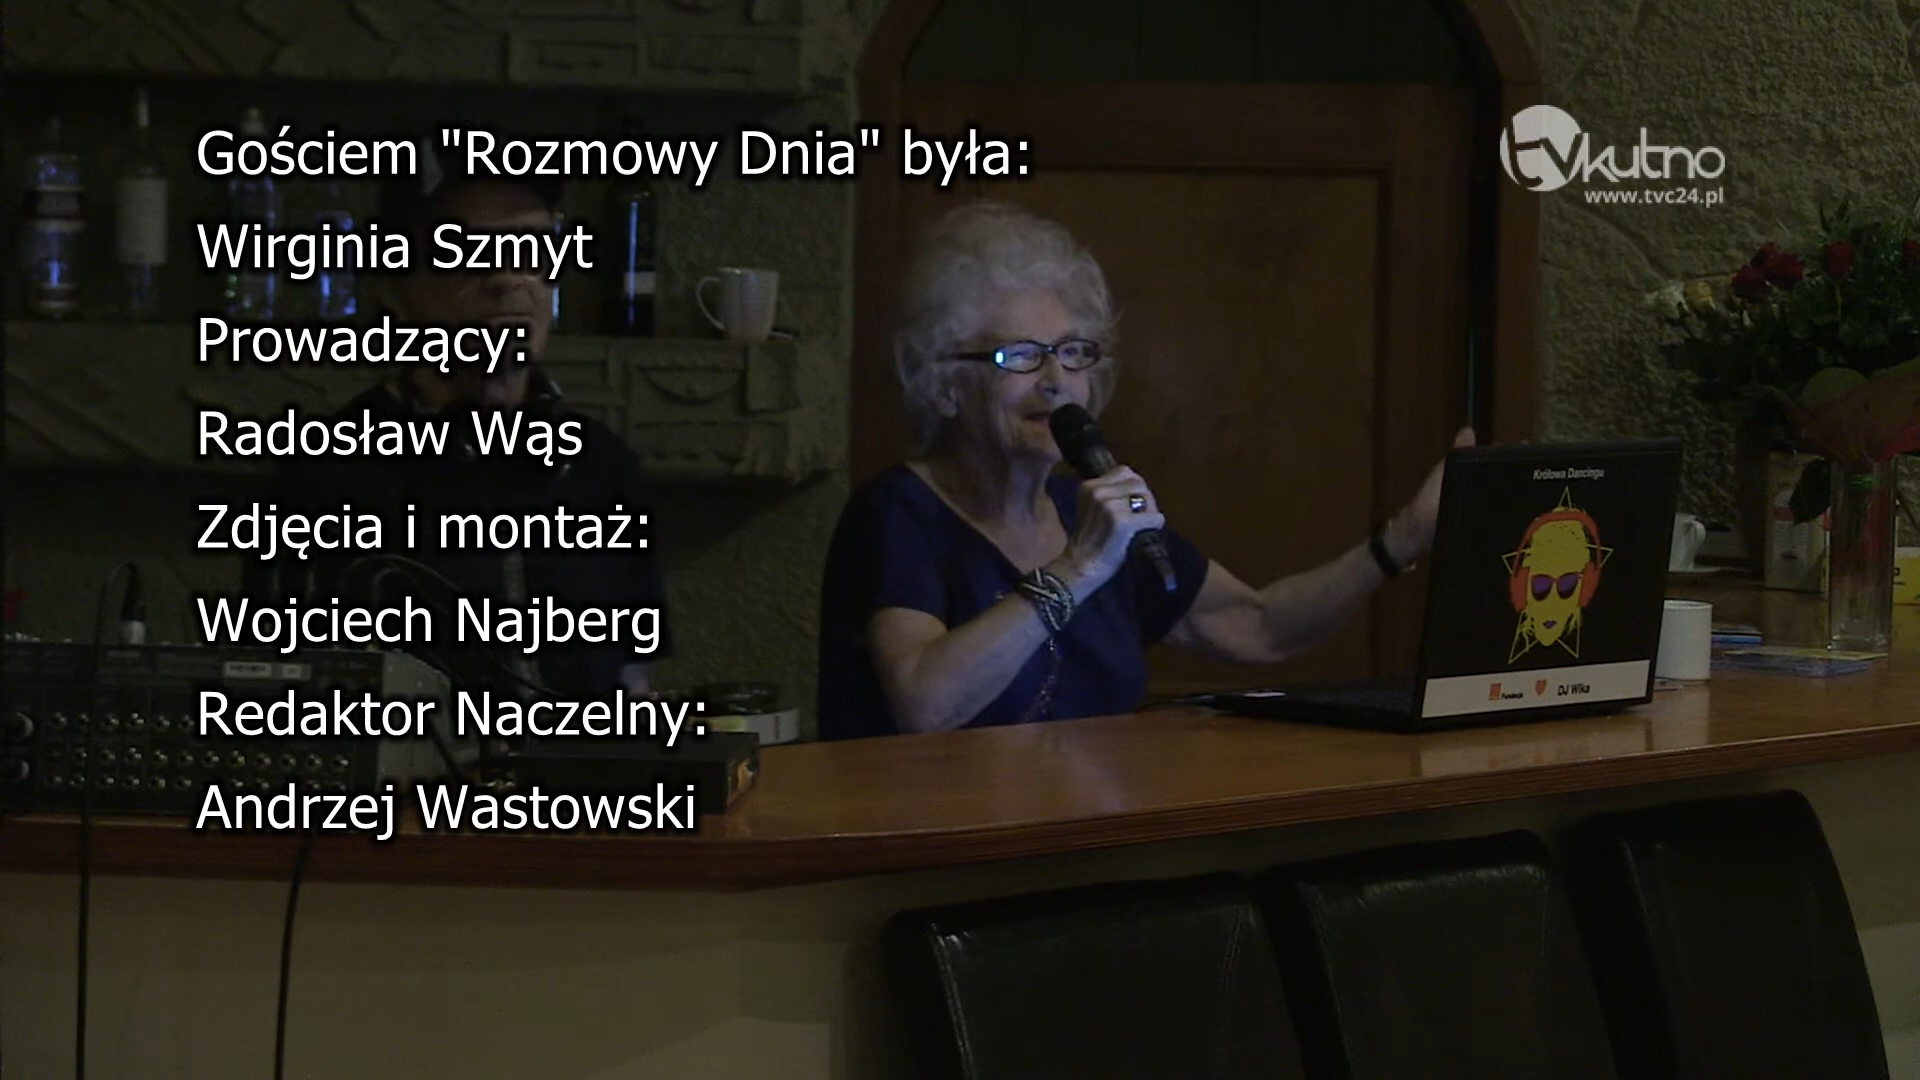 Gościem "Rozmowy Dnia" była:
Wirginia Szmyt
Prowadzący:
Radosław Wąs
Zdjęcia i montaż:
Wojciech Najberg
Redaktor Naczelny:
Andrzej Wastowski
tvkutno
www.tvc24.pl
Królowa Dancingu
Fundacja
DJ Wika